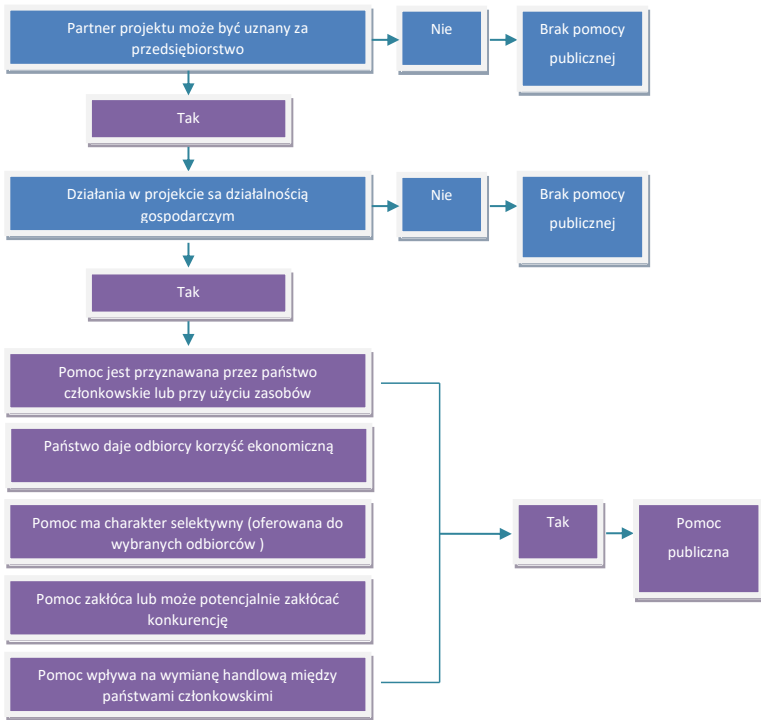 Partner projektu może być uznany za
przedsiębiorstwo
Nie
Brak pomocy
publicznej
Tak
Działania w projekcie sa działalnością
gospodarczym
Nie
Brak pomocy
publicznej
Tak
Pomoc jest przyznawana przez państwo
członkowskie lub przy użyciu zasobów
Państwo daje odbiorcy korzyść ekonomiczną
Pomoc ma charakter selektywny (oferowana do
wybranych odbiorców )
Pomoc zakłóca lub może potencjalnie zakłócać
konkurencję
Pomoc wpływa na wymianę handlową między
państwami członkowskimi
Tak
Pomoc
publiczna